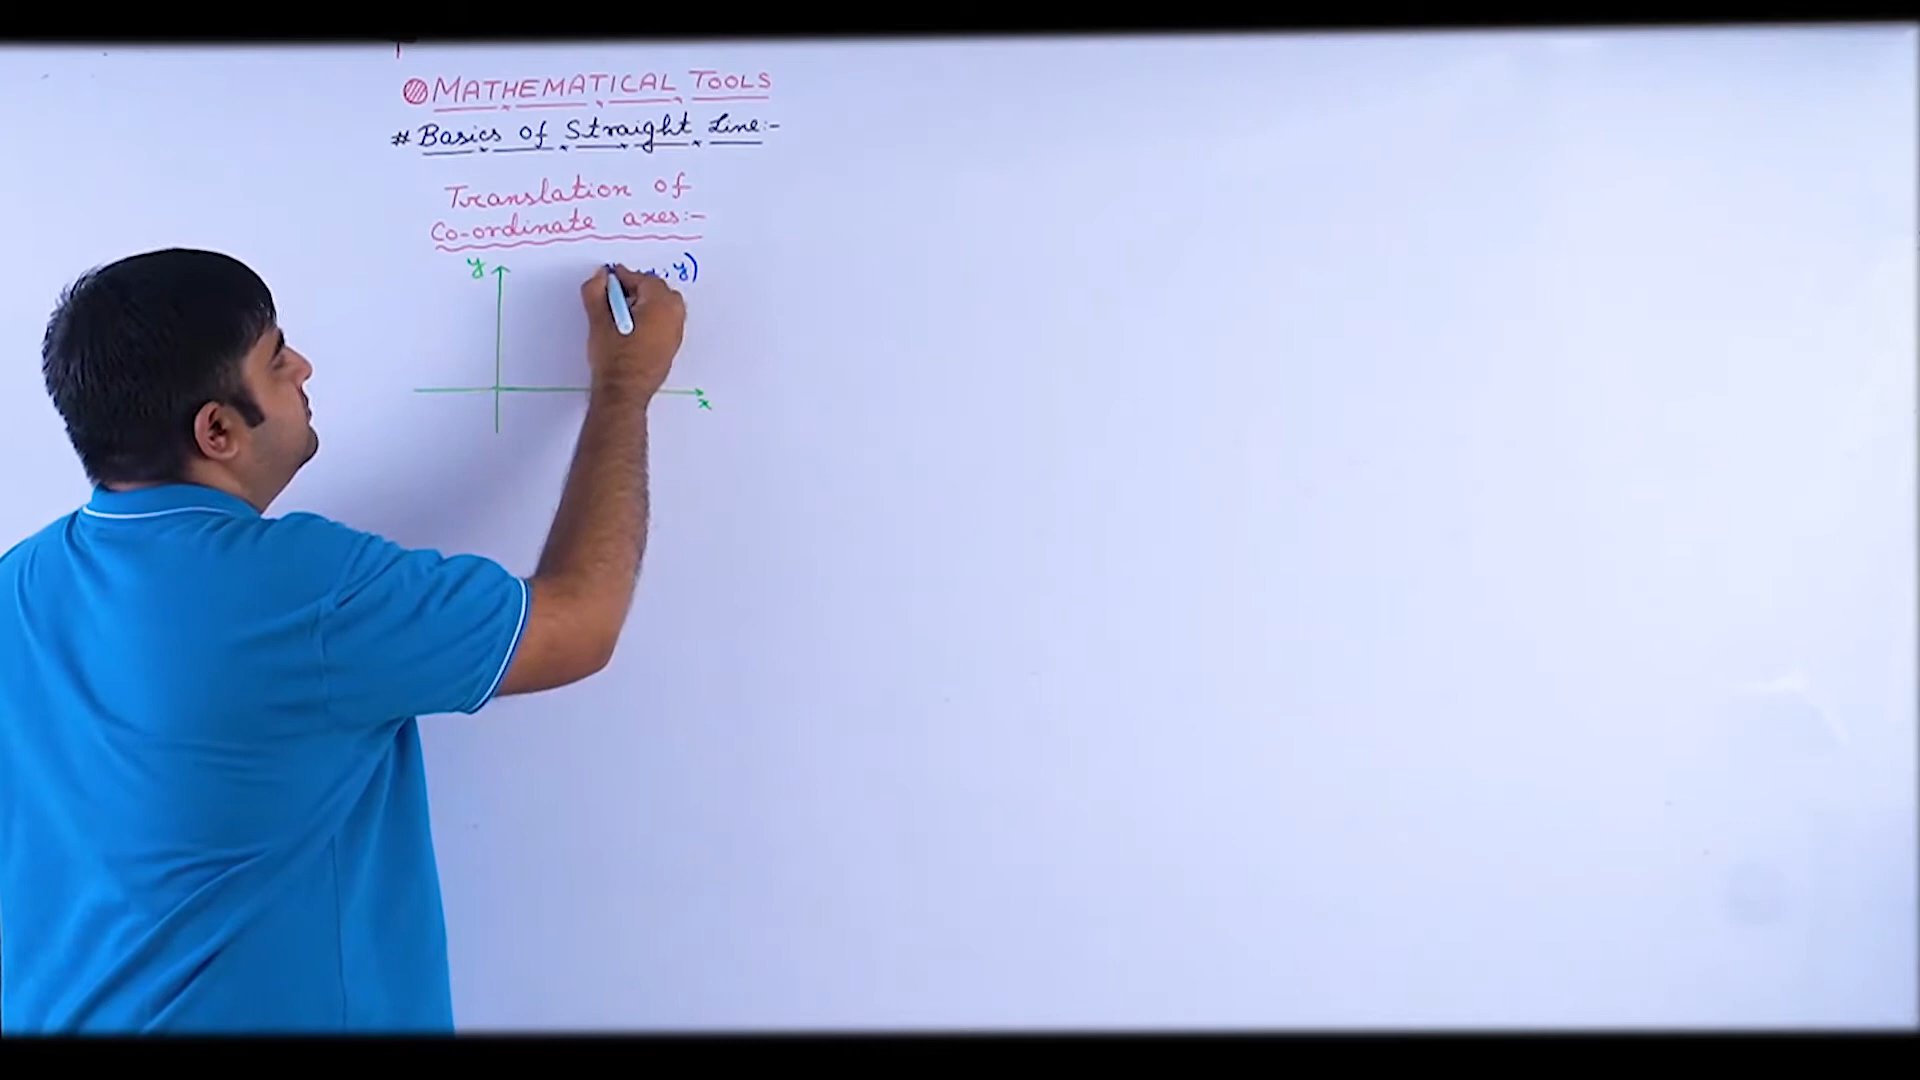 MATHEMATICAL TOOLS
# Basics of Straight Line:-
Translation of
Co-ordinate axes:-
y
, y)
x